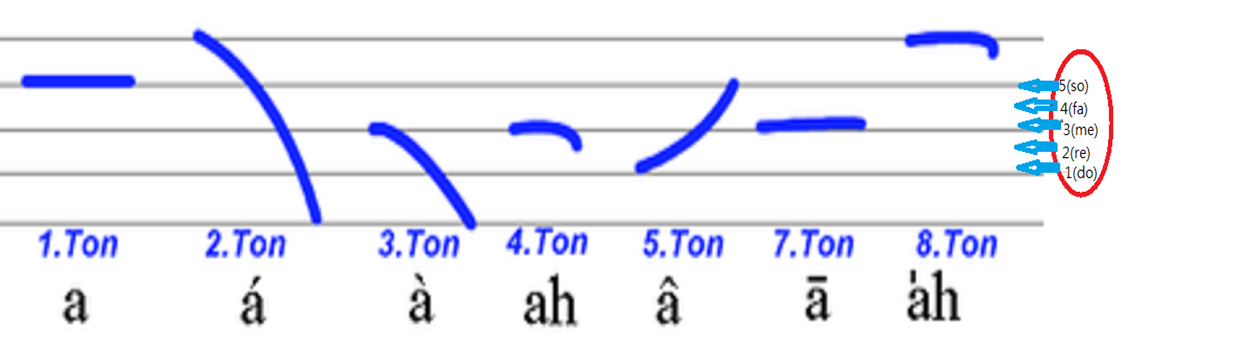 5(so)
4(fa)
3(me)
2(re)
1(do)
1.Ton 2.Ton 3.Ton 4.Ton 5.Ton 7.Ton 8.Ton
a á à ah â ā a̍h